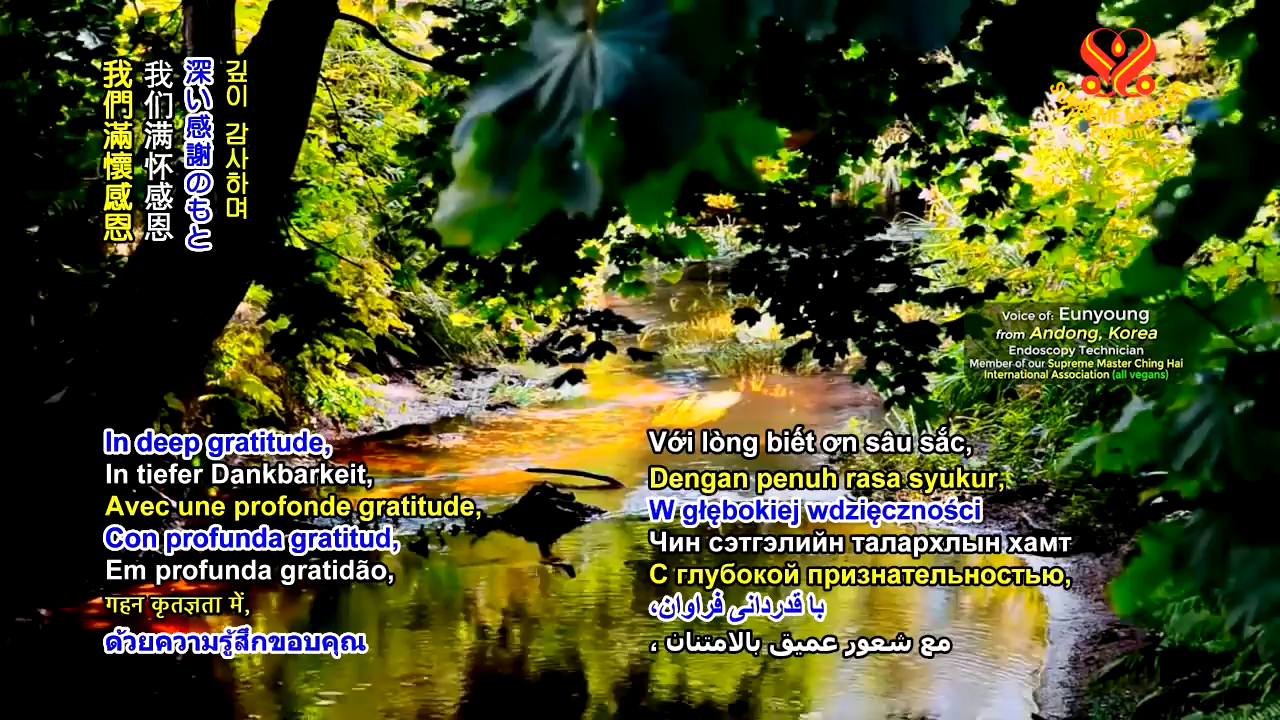 我們滿懷感恩
我们满怀感恩
深い感謝のもと
깊이 감사하며
SUPREME MASTER
Voice of: Eunyoung
from Andong, Korea
Endoscopy Technician
Member of our Supreme Master Ching Hai
International Association (all vegans)
In deep gratitude,
In tiefer Dankbarkeit,
Avec une profonde gratitude,
Con profunda gratitud,
Em profunda gratidão,
गहन कृतज्ञता में,
ด้วยความรู้สึกขอบคุณ
Với lòng biết ơn sâu sắc,
Dengan penuh rasa syukur,
W głębokiej wdzięczności
Чин сэтгэлийн талархлын хамт
С глубокой признательностью,
با قدردانی فراوان،
مع شعور عميق بالامتنان ،